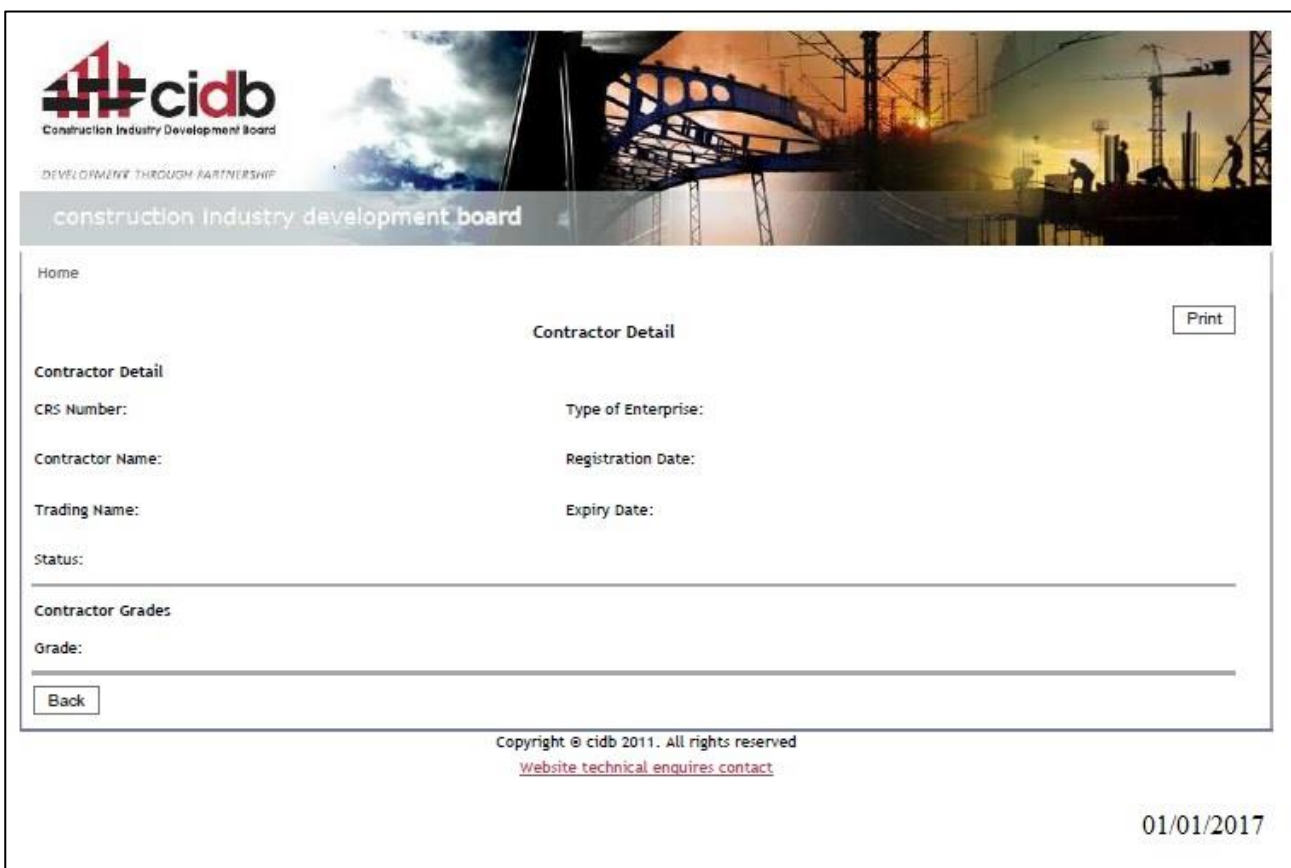 cidb
Construction Industry Development Board
DEVELOPMENT THROUGH PARTNERSHIP
construction industry development board
Home
Print
Contractor Detail
Contractor Detail
CRS Number: Type of Enterprise:
Contractor Name: Registration Date:
Trading Name: Expiry Date:
Status:
Contractor Grades
Grade:
Back
Copyright © cidb 2011. All rights reserved
Website technical enquires contact
01/01/2017